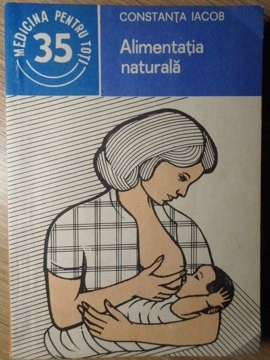 MEDICINA PENTRU TOȚI
35
CONSTANȚA IACOB
Alimentația
naturală